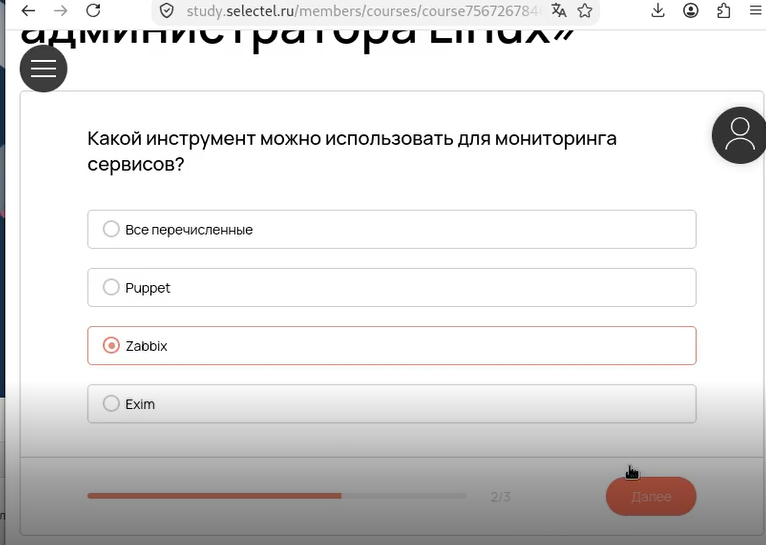 study.selectel.ru/members/courses/course756726784
администратора Linux»
Какой инструмент можно использовать для мониторинга
сервисов?
Все перечисленные
Puppet
Zabbix
Exim
2/3
Далее